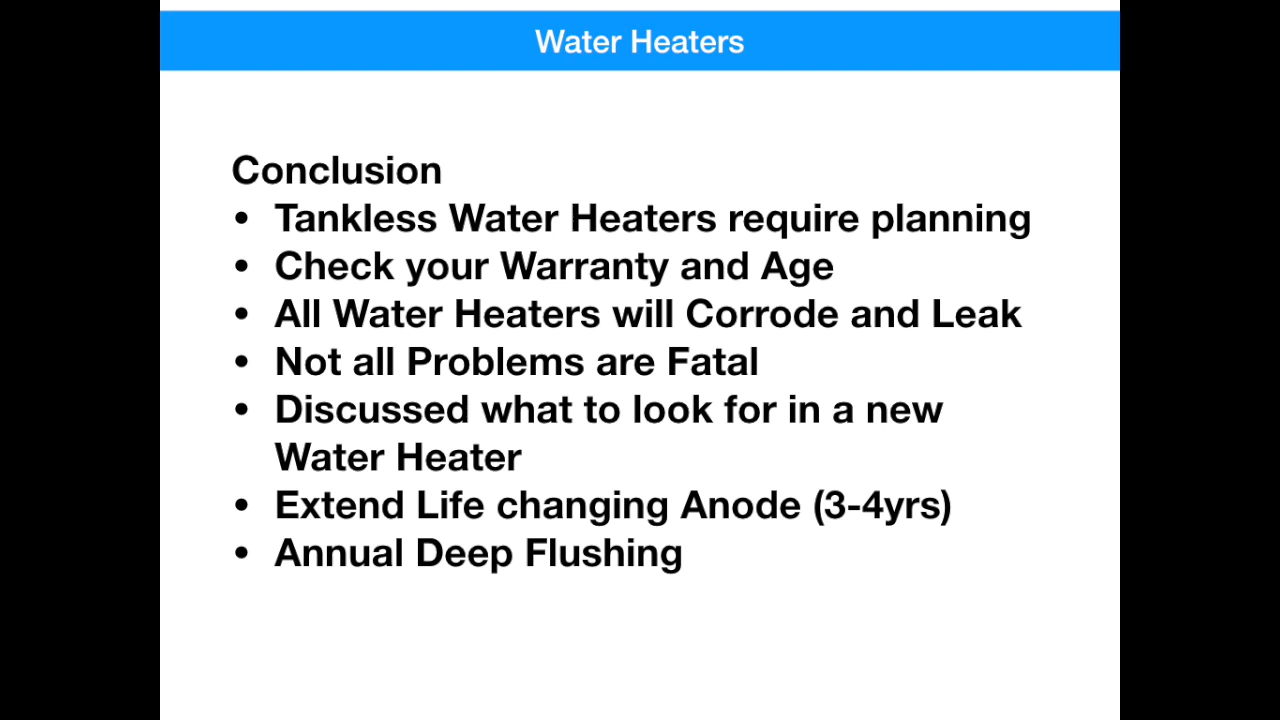 Water Heaters
Conclusion
• Tankless Water Heaters require planning
• Check your Warranty and Age
• All Water Heaters will Corrode and Leak
• Not all Problems are Fatal
• Discussed what to look for in a new
Water Heater
• Extend Life changing Anode (3-4yrs)
• Annual Deep Flushing